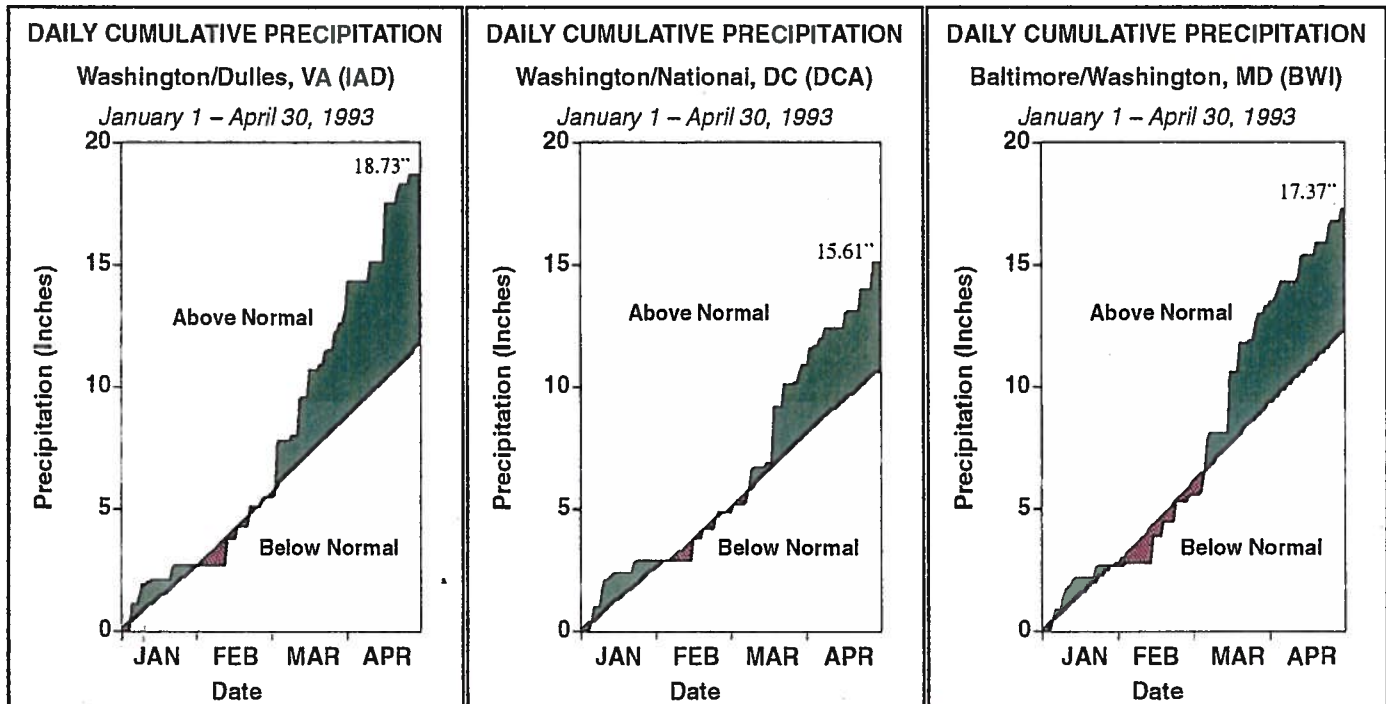 DAILY CUMULATIVE PRECIPITATION
Washington/Dulles, VA (IAD)
January 1 – April 30, 1993
20
18.73"
15
Above Normal
10
5
Below Normal
0
Precipitation (Inches)
JAN FEB MAR APR
Date
DAILY CUMULATIVE PRECIPITATION
Washington/National, DC (DCA)
January 1 – April 30, 1993
20
15.61"
15
Above Normal
10
5
Below Normal
0
Precipitation (Inches)
JAN FEB MAR APR
Date
DAILY CUMULATIVE PRECIPITATION
Baltimore/Washington, MD (BWI)
January 1 – April 30, 1993
20
17.37"
15
Above Normal
10
5
Below Normal
0
Precipitation (Inches)
JAN FEB MAR APR
Date